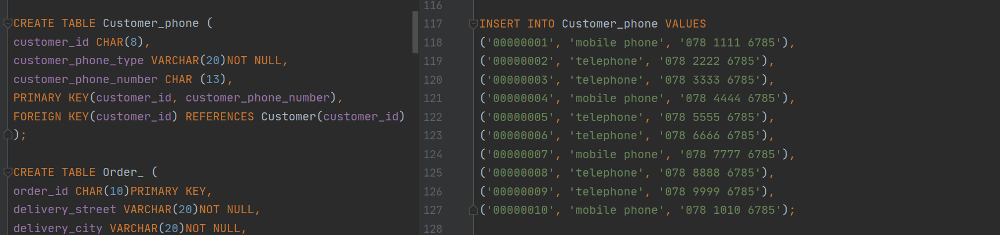 CREATE TABLE Customer_phone (
customer_id CHAR(8),
customer_phone_type VARCHAR(20)NOT NULL,
customer_phone_number CHAR (13),
PRIMARY KEY(customer_id, customer_phone_number),
FOREIGN KEY(customer_id) REFERENCES Customer(customer_id)
);
CREATE TABLE Order_ (
order_id CHAR(10)PRIMARY KEY,
delivery_street VARCHAR(20)NOT NULL,
delivery_city VARCHAR(20)NOT NULL,
116
117 INSERT INTO Customer_phone VALUES
118 ('00000001', 'mobile phone', '078 1111 6785'),
119 ('00000002', 'telephone', '078 2222 6785'),
120 ('00000003', 'telephone', '078 3333 6785'),
121 ('00000004', 'mobile phone', '078 4444 6785'),
122 ('00000005', 'telephone', '078 5555 6785'),
123 ('00000006', 'telephone', '078 6666 6785'),
124 ('00000007', 'mobile phone', '078 7777 6785'),
125 ('00000008', 'telephone', '078 8888 6785'),
126 ('00000009', 'telephone', '078 9999 6785'),
127 ('00000010', 'mobile phone', '078 1010 6785');
128